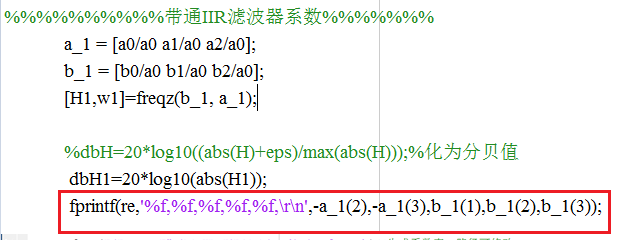 %%%%%%%%%%带通IIR滤波器系数%%%%%%%
a_1 = [a0/a0 a1/a0 a2/a0];
b_1 = [b0/a0 b1/a0 b2/a0];
[H1,w1]=freqz(b_1, a_1);
%dbH=20*log10((abs(H)+eps)/max(abs(H)));%化为分贝值
dbH1=20*log10(abs(H1));
fprintf(re,'%f,%f,%f,%f,%f,\r\n',-a_1(2),-a_1(3),b_1(1),b_1(2),b_1(3));